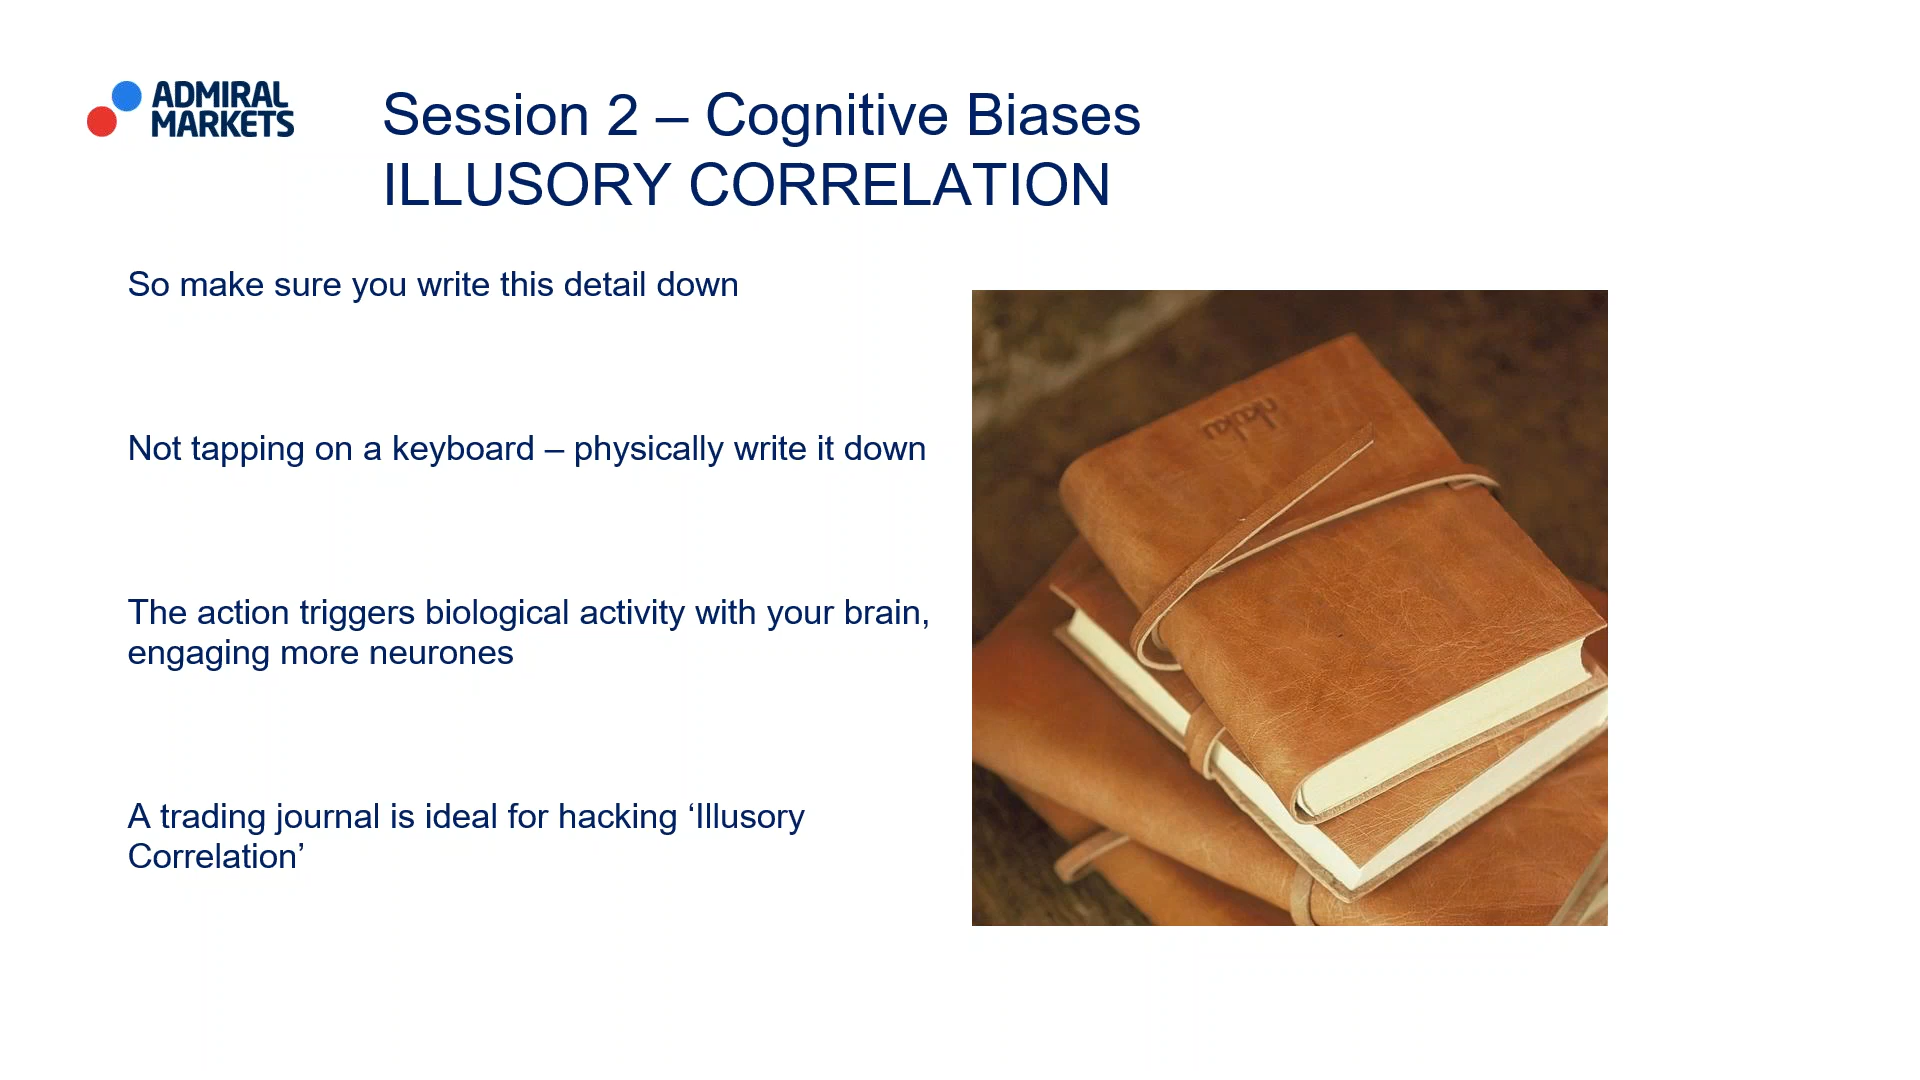 ADMIRAL
MARKETS
Session 2 – Cognitive Biases
ILLUSORY CORRELATION
So make sure you write this detail down
Not tapping on a keyboard – physically write it down
The action triggers biological activity with your brain,
engaging more neurones
A trading journal is ideal for hacking ‘Illusory
Correlation’